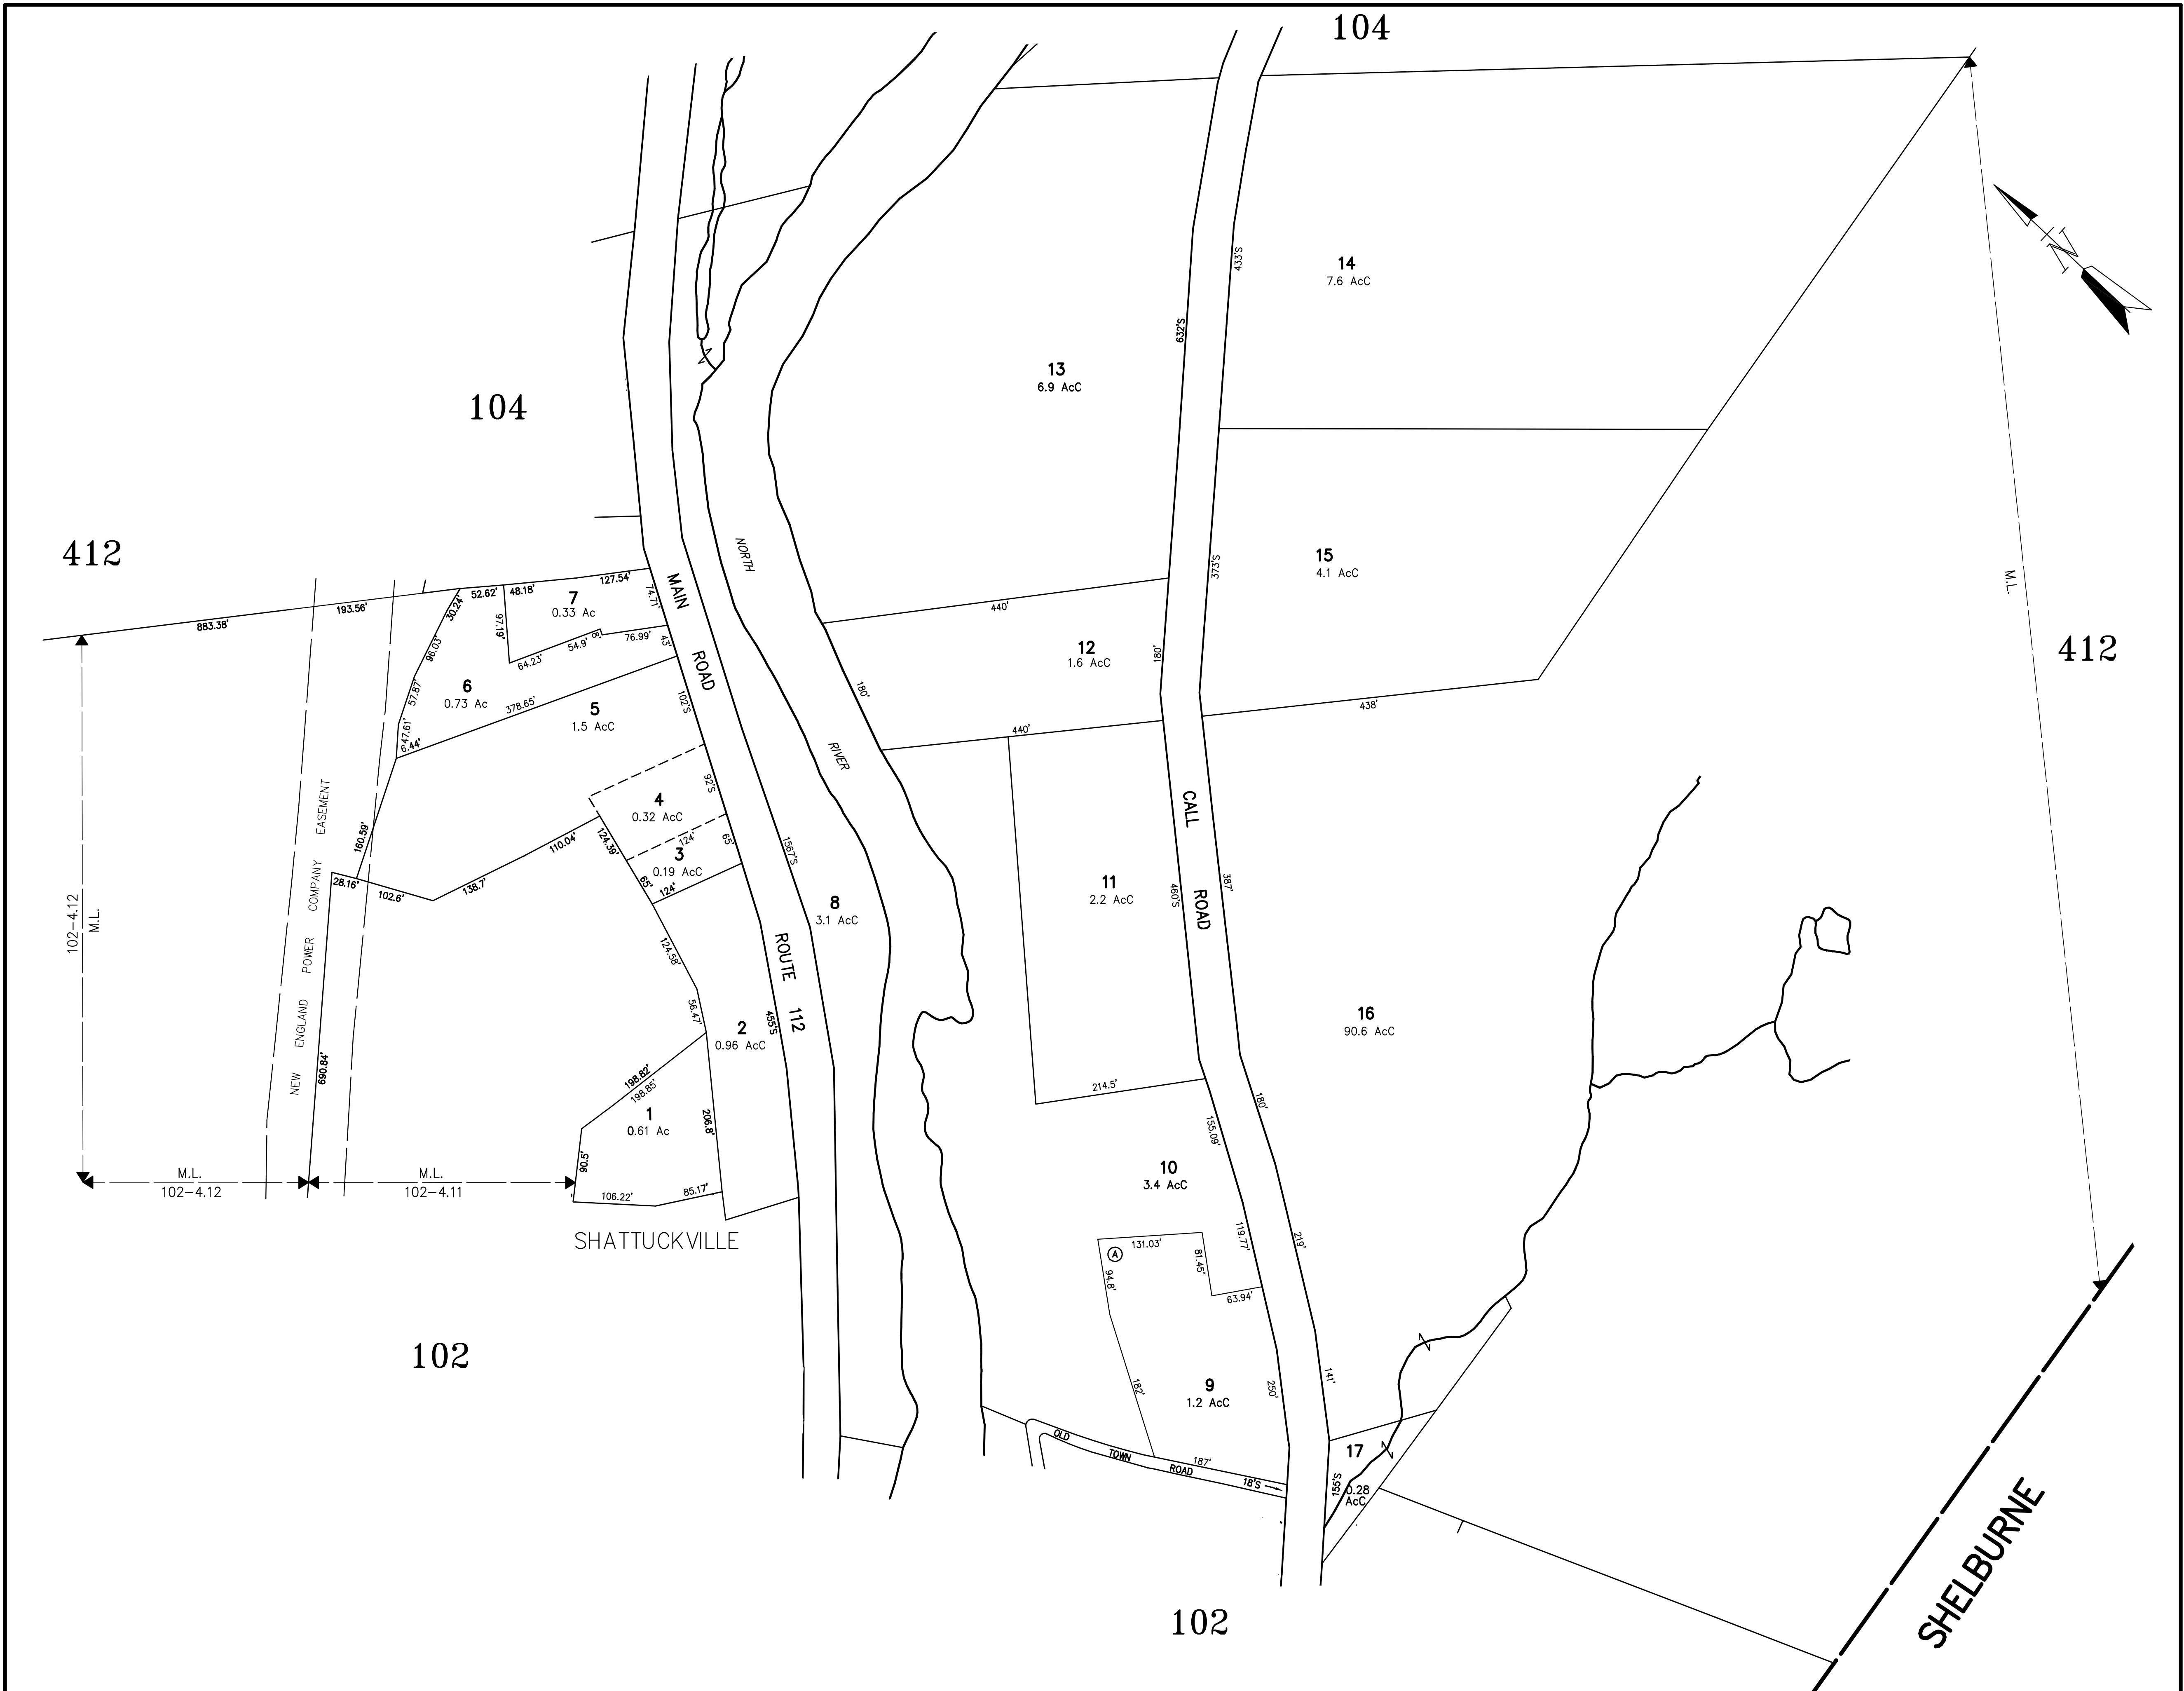 104
104
412
412
102
102
SHELBURNE
SHATTUCKVILLE
N
M.L.
14
7.6 AcC
433'S
632'S
13
6.9 AcC
15
4.1 AcC
373'S
440'
12
1.6 AcC
180'
180'
440'
438'
NORTH
RIVER
MAIN
ROAD
ROUTE 112
883.38'
193.56'
52.62'
48.18'
127.54'
30.24'
97.19'
7
0.33 Ac
74.71'
64.23'
54.9'
8'
76.99'
43'
96.03'
57.87'
47.61'
6.44'
6
0.73 Ac
378.65'
5
1.5 AcC
102'S
92'S
4
0.32 AcC
124.39'
124'
65'
3
0.19 AcC
65'
124'
160.59'
28.16'
102.6'
138.7'
110.04'
NEW ENGLAND POWER COMPANY EASEMENT
690.84'
102-4.12
M.L.
M.L.
102-4.12
M.L.
102-4.11
124.58'
56.47'
2
0.96 AcC
455'S
198.82'
198.85'
1
0.61 Ac
206.8'
90.5'
106.22'
85.17'
1567'S
8
3.1 AcC
CALL
ROAD
11
2.2 AcC
460'S
387'
214.5'
16
90.6 AcC
180'
155.09'
10
3.4 AcC
119.77'
219'
A
131.03'
81.45'
94.8'
63.94'
9
1.2 AcC
182'
250'
141'
OLD TOWN ROAD
187'
18'S
17
0.28
AcC
155'S